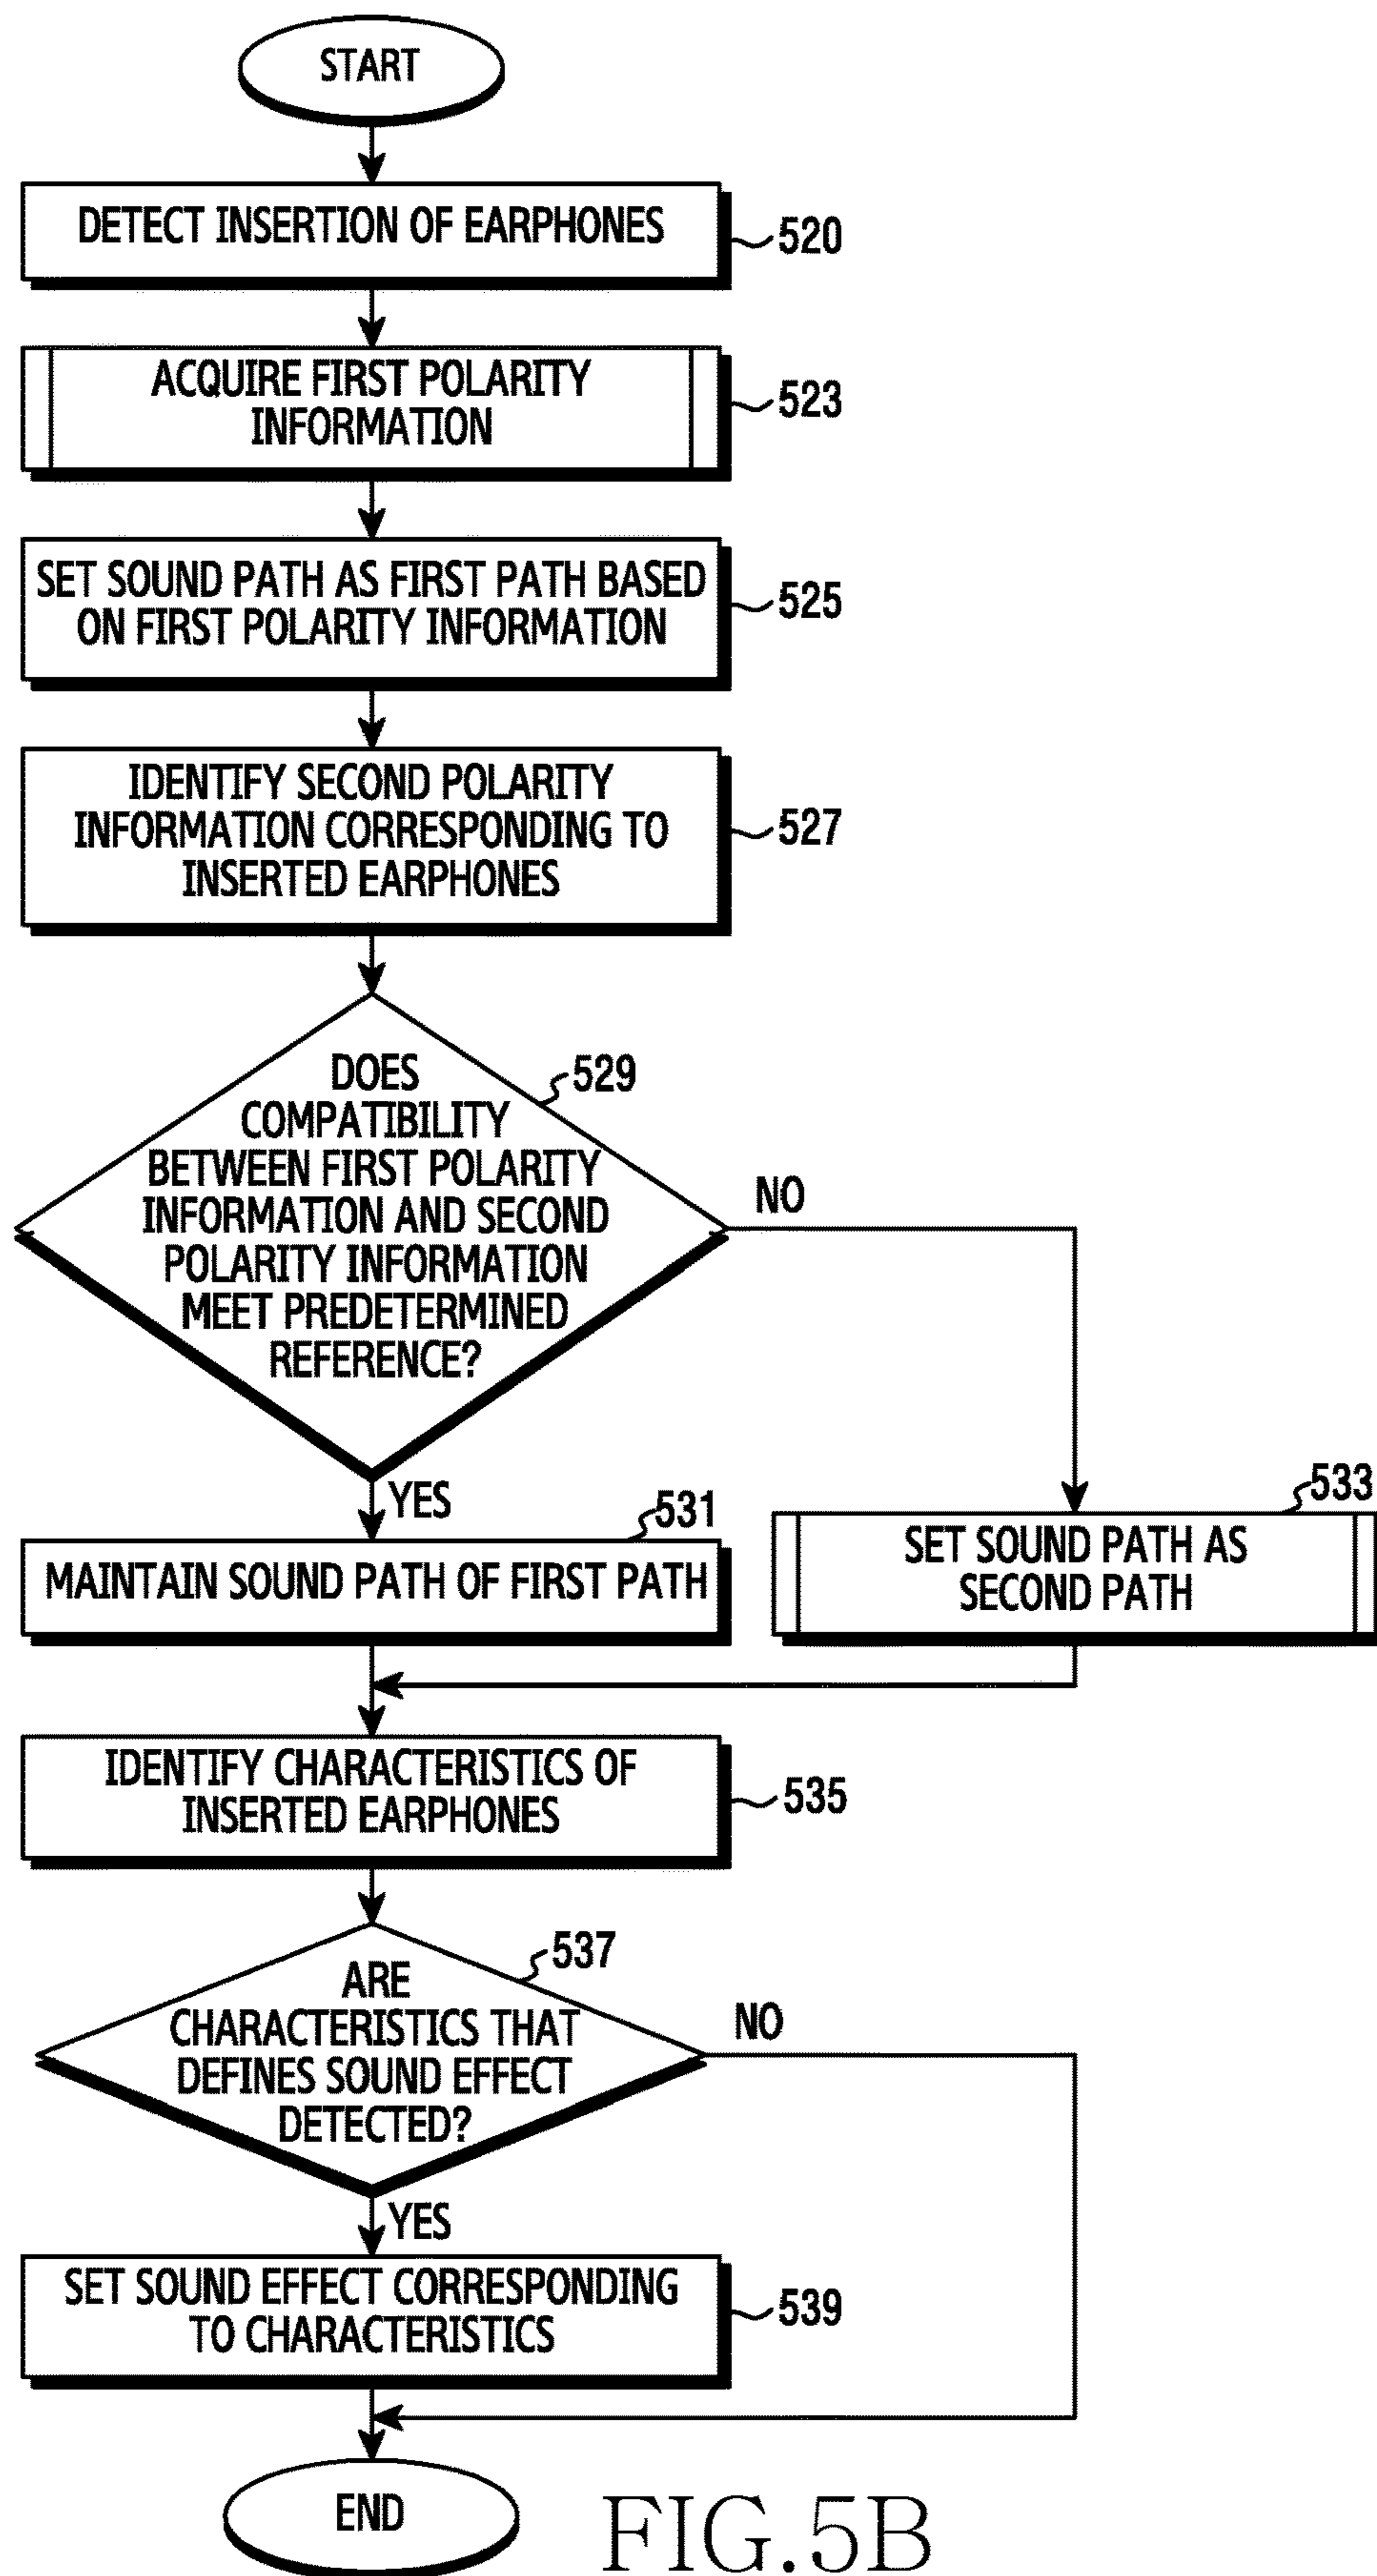 START
DETECT INSERTION OF EARPHONES
520
ACQUIRE FIRST POLARITY
INFORMATION
523
SET SOUND PATH AS FIRST PATH BASED
ON FIRST POLARITY INFORMATION
525
IDENTIFY SECOND POLARITY
INFORMATION CORRESPONDING TO
INSERTED EARPHONES
527
DOES
COMPATIBILITY
BETWEEN FIRST POLARITY
INFORMATION AND SECOND
POLARITY INFORMATION
MEET PREDETERMINED
REFERENCE?
529
NO
YES
531
MAINTAIN SOUND PATH OF FIRST PATH
533
SET SOUND PATH AS
SECOND PATH
IDENTIFY CHARACTERISTICS OF
INSERTED EARPHONES
535
ARE
CHARACTERISTICS THAT
DEFINES SOUND EFFECT
DETECTED?
537
NO
YES
SET SOUND EFFECT CORRESPONDING
TO CHARACTERISTICS
539
END
FIG.5B